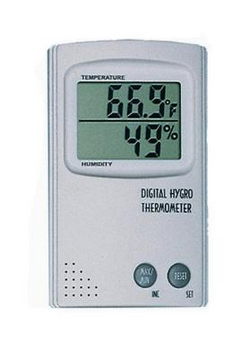 TEMPERATURE
66.9°F
49%
HUMIDITY
DIGITAL HYGRO
THERMOMETER
MAX/
MIN
RESET
INC
SET